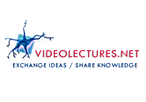 VIDEOLECTURES.NET
EXCHANGE IDEAS / SHARE KNOWLEDGE